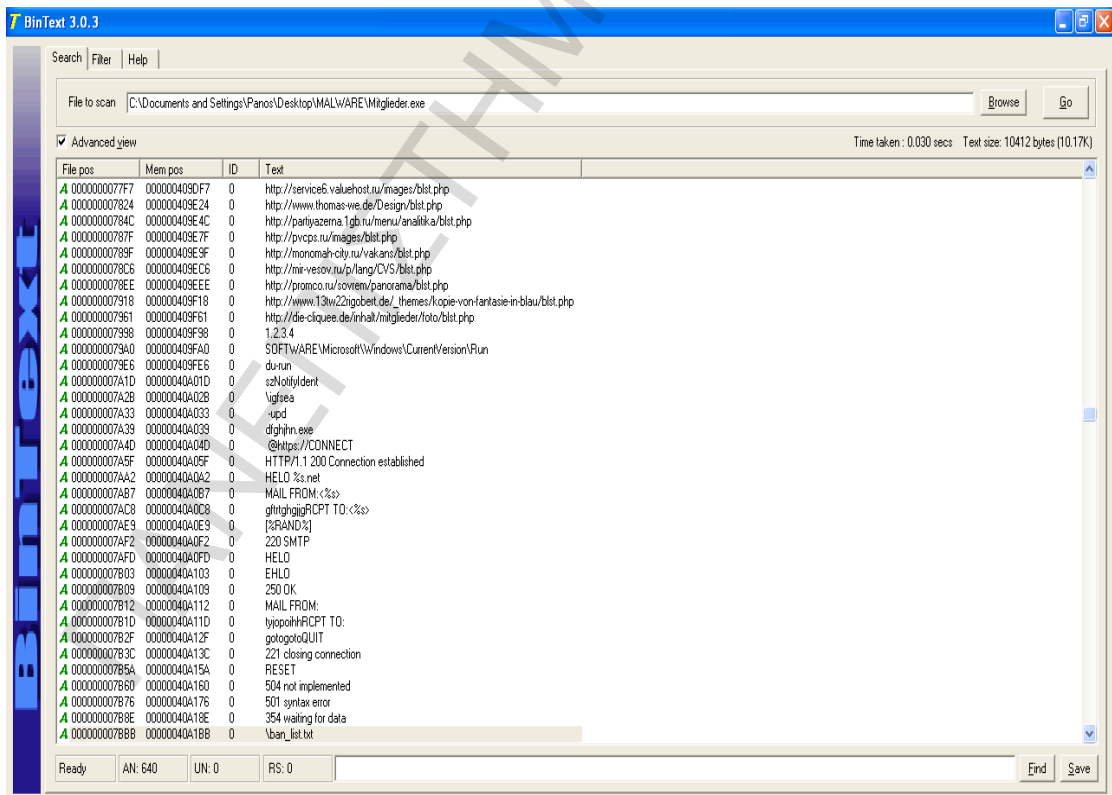 BinText 3.0.3
Search Filter Help
File to scan C:\Documents and Settings\Panos\Desktop\MALWARE\Mitglieder.exe Browse Go
Advanced view Time taken : 0.030 secs Text size: 10412 bytes (10.17K)
File pos Mem pos ID Text
A 0000000077F7 000000409DF7 0 http://service6.valuehost.ru/images/blst.php
A 000000007824 000000409E24 0 http://www.thomas-we.de/Design/blst.php
A 00000000784C 000000409E4C 0 http://partiyazerna.1gb.ru/menu/analitika/blst.php
A 00000000787F 000000409E7F 0 http://pvcps.ru/images/blst.php
A 00000000789F 000000409E9F 0 http://monomah-city.ru/vakans/blst.php
A 0000000078C6 000000409EC6 0 http://mir-vesov.ru/p/lang/CVS/blst.php
A 0000000078EE 000000409EEE 0 http://promco.ru/sovrem/panorama/blst.php
A 000000007918 000000409F18 0 http://www.13tw22rigobert.de/_themes/kopie-von-fantasie-in-blau/blst.php
A 000000007961 000000409F61 0 http://die-cliquee.de/inhalt/mitglieder/foto/blst.php
A 000000007998 000000409F98 0 1.2.3.4
A 0000000079A0 000000409FA0 0 SOFTWARE\Microsoft\Windows\CurrentVersion\Run
A 0000000079E6 000000409FE6 0 du-run
A 000000007A1D 00000040A01D 0 szNotifyIdent
A 000000007A2B 00000040A02B 0 \igfsea
A 000000007A33 00000040A033 0 -upd
A 000000007A39 00000040A039 0 dfghjhn.exe
A 000000007A4D 00000040A04D 0 @https://CONNECT
A 000000007A5F 00000040A05F 0 HTTP/1.1 200 Connection established
A 000000007AA2 00000040A0A2 0 HELO %s.net
A 000000007AB7 00000040A0B7 0 MAIL FROM:<%s>
A 000000007AC8 00000040A0C8 0 gftrtghgjjgRCPT TO:<%s>
A 000000007AE9 00000040A0E9 0 [%RAND%]
A 000000007AF2 00000040A0F2 0 220 SMTP
A 000000007AFD 00000040A0FD 0 HELO
A 000000007B03 00000040A103 0 EHLO
A 000000007B09 00000040A109 0 250 OK
A 000000007B12 00000040A112 0 MAIL FROM:
A 000000007B1D 00000040A11D 0 tyjopoihhRCPT TO:
A 000000007B2F 00000040A12F 0 gotogotoQUIT
A 000000007B3C 00000040A13C 0 221 closing connection
A 000000007B5A 00000040A15A 0 RESET
A 000000007B60 00000040A160 0 504 not implemented
A 000000007B76 00000040A176 0 501 syntax error
A 000000007B8E 00000040A18E 0 354 waiting for data
A 000000007BBB 00000040A1BB 0 \ban_list.txt
Ready AN: 640 UN: 0 RS: 0 Find Save
BinText